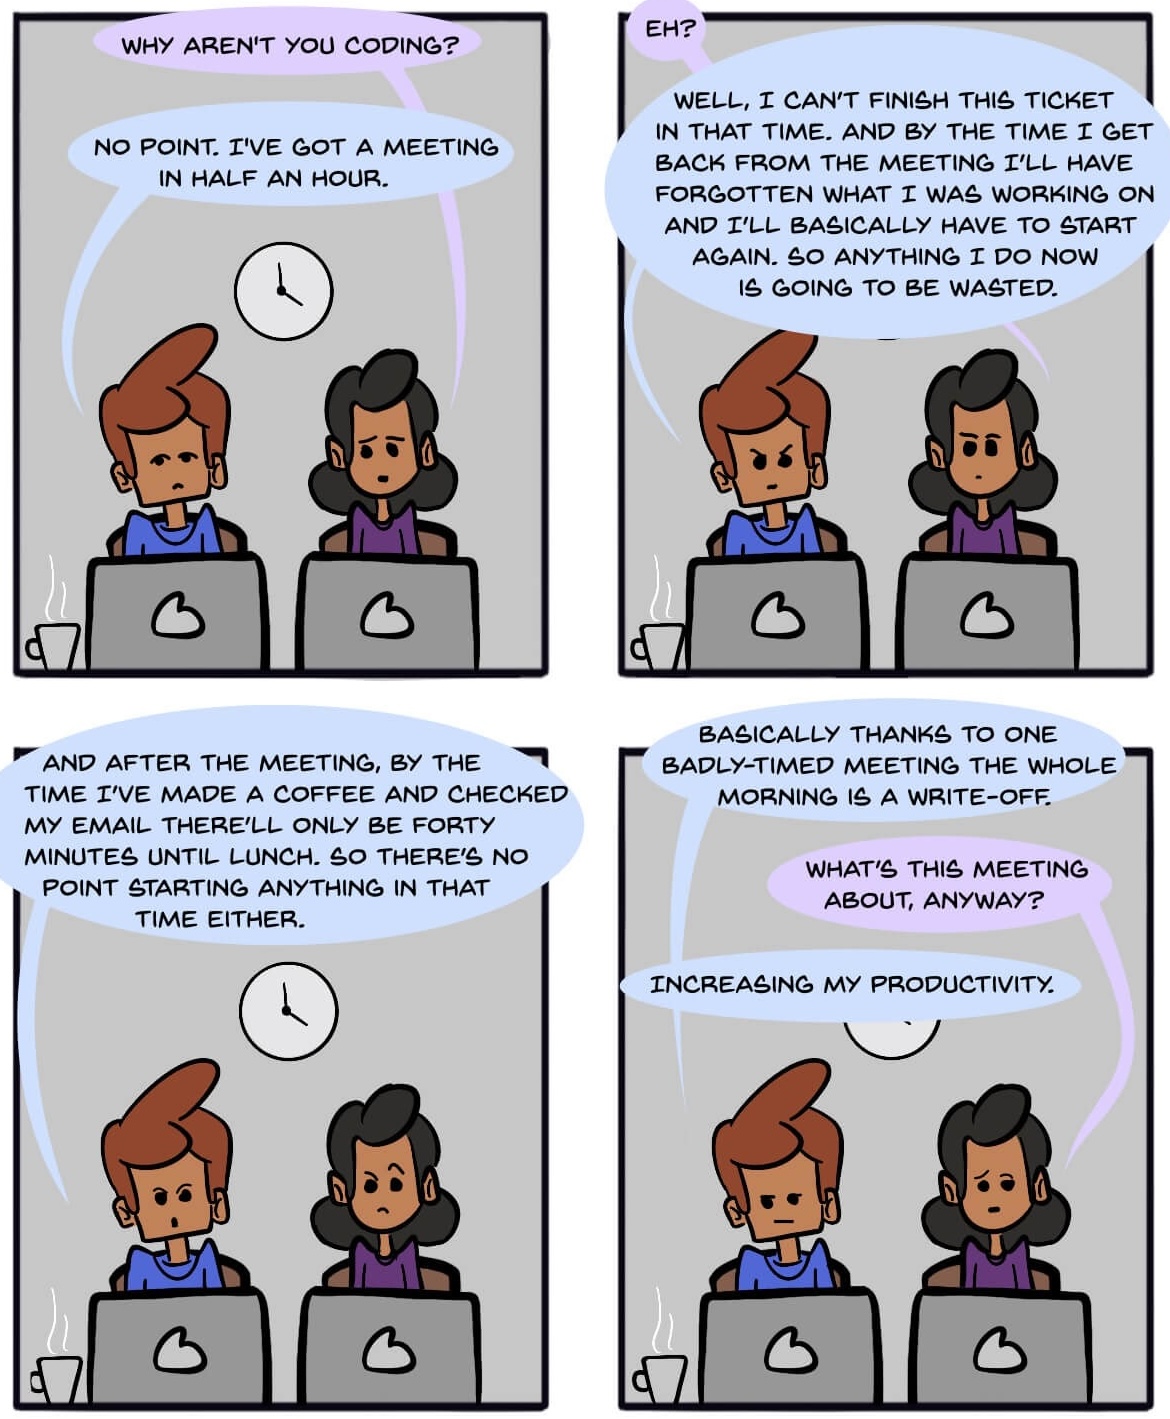 WHY AREN'T YOU CODING?
NO POINT. I'VE GOT A MEETING
IN HALF AN HOUR.
EH?
WELL, I CAN'T FINISH THIS TICKET
IN THAT TIME. AND BY THE TIME I GET
BACK FROM THE MEETING I'LL HAVE
FORGOTTEN WHAT I WAS WORKING ON
AND I'LL BASICALLY HAVE TO START
AGAIN. SO ANYTHING I DO NOW
IS GOING TO BE WASTED.
AND AFTER THE MEETING, BY THE
TIME I'VE MADE A COFFEE AND CHECKED
MY EMAIL THERE'LL ONLY BE FORTY
MINUTES UNTIL LUNCH. SO THERE'S NO
POINT STARTING ANYTHING IN THAT
TIME EITHER.
BASICALLY THANKS TO ONE
BADLY-TIMED MEETING THE WHOLE
MORNING IS A WRITE-OFF.
WHAT'S THIS MEETING
ABOUT, ANYWAY?
INCREASING MY PRODUCTIVITY.